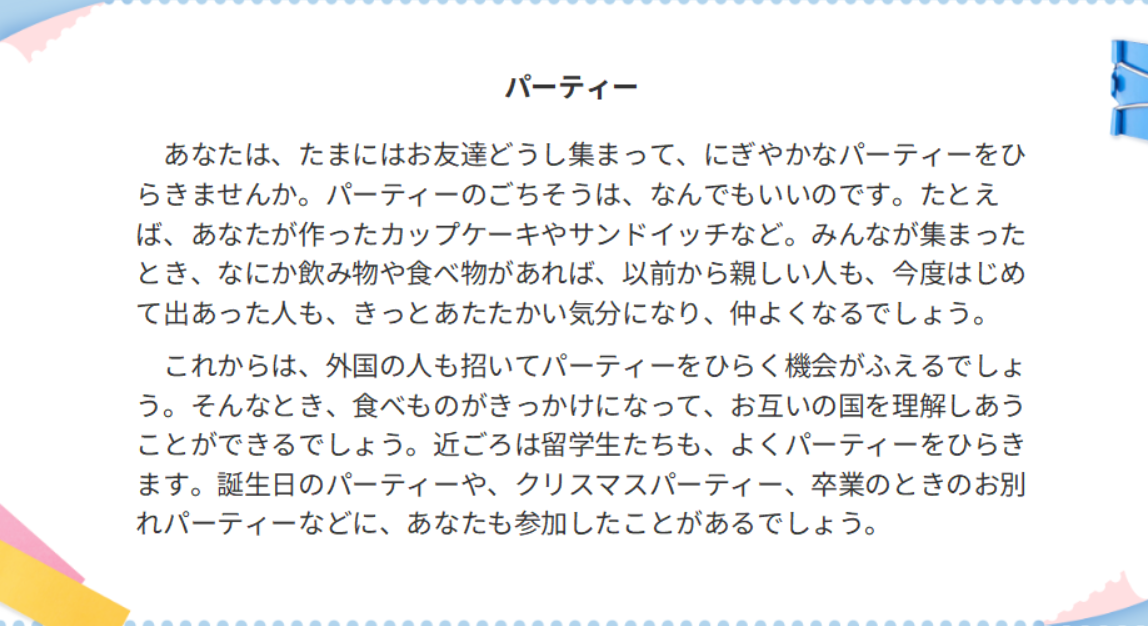 パーティー
　あなたは、たまにはお友達どうし集まって、にぎやかなパーティーをひ
らきませんか。パーティーのごちそうは、なんでもいいのです。たとえ
ば、あなたが作ったカップケーキやサンドイッチなど。みんなが集まった
とき、なにか飲み物や食べ物があれば、以前から親しい人も、今度はじめ
て出あった人も、きっとあたたかい気分になり、仲よくなるでしょう。
　これからは、外国の人も招いてパーティーをひらく機会がふえるでしょ
う。そんなとき、食べものがきっかけになって、お互いの国を理解しあう
ことができるでしょう。近ごろは留学生たちも、よくパーティーをひらき
ます。誕生日のパーティーや、クリスマスパーティー、卒業のときのお別
れパーティーなどに、あなたも参加したことがあるでしょう。